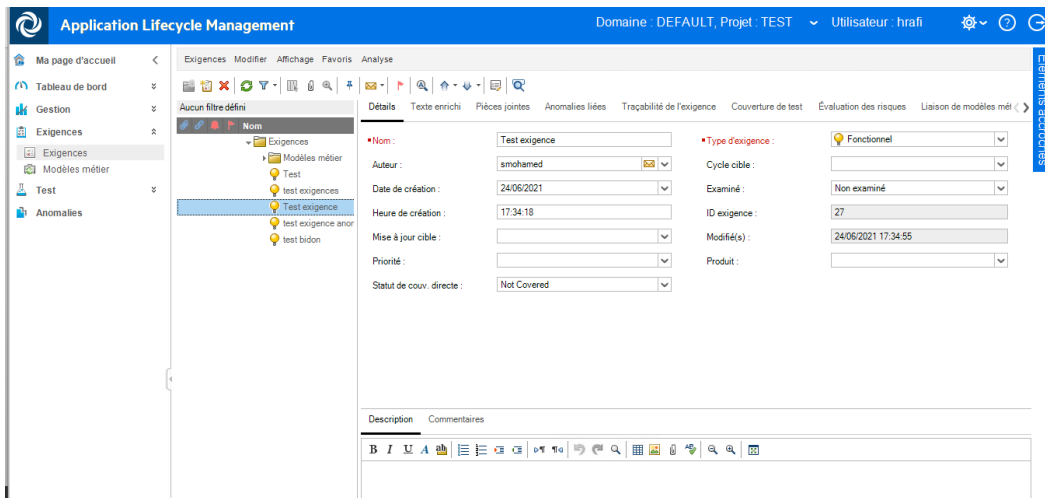 Application Lifecycle Management
Domaine : DEFAULT, Projet : TEST
Utilisateur : hrafi
Ma page d'accueil
Tableau de bord
Gestion
Exigences
Exigences
Modèles métier
Test
Anomalies
Exigences Modifier Affichage Favoris Analyse
Aucun filtre défini
Nom
Exigences
Modèles métier
Test
test exigences
Test exigence
test exigence anor
test bidon
Détails Texte enrichi Pièces jointes Anomalies liées Traçabilité de l'exigence Couverture de test Évaluation des risques Liaison de modèles mét
Nom : Test exigence
Type d'exigence : Fonctionnel
Auteur : smohamed
Cycle cible :
Date de création : 24/06/2021
Examiné : Non examiné
Heure de création : 17:34:18
ID exigence : 27
Mise à jour cible :
Modifié(s) : 24/06/2021 17:34:55
Priorité :
Produit :
Statut de couv. directe : Not Covered
Description Commentaires
B I U A ab
Éléments accrochés